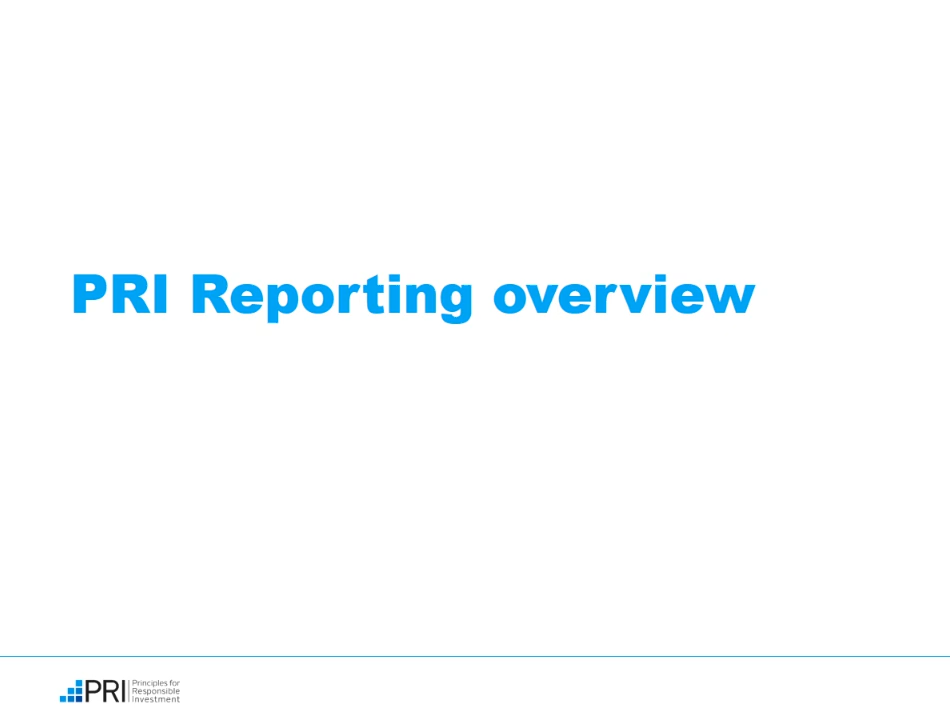 PRI Reporting overview
PRI
Principles for
Responsible
Investment